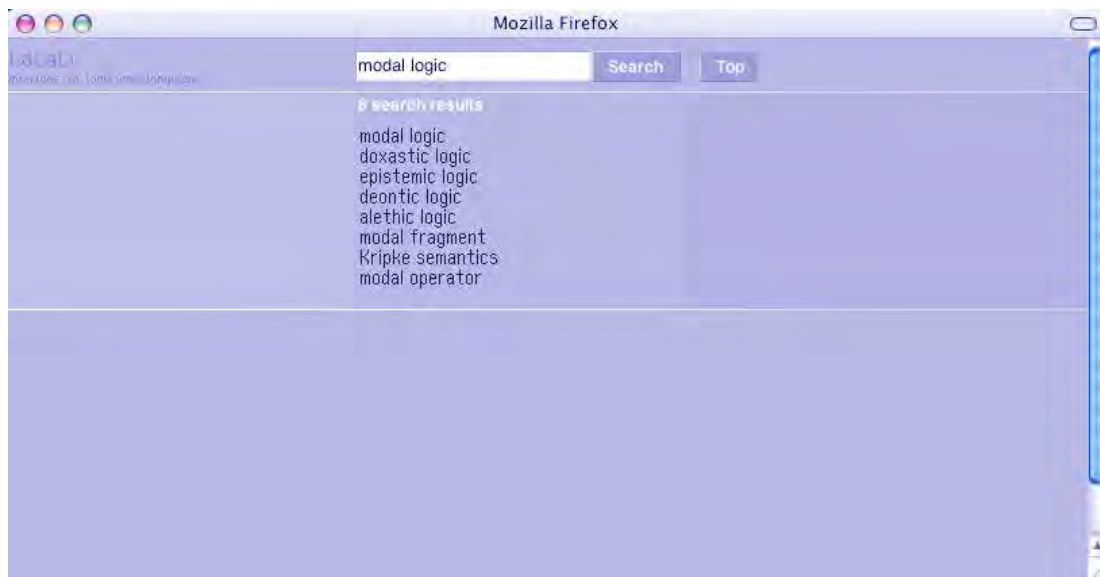 Mozilla Firefox
LoLaLi
modal logic
Search
Top
8 search results
modal logic
doxastic logic
epistemic logic
deontic logic
alethic logic
modal fragment
Kripke semantics
modal operator